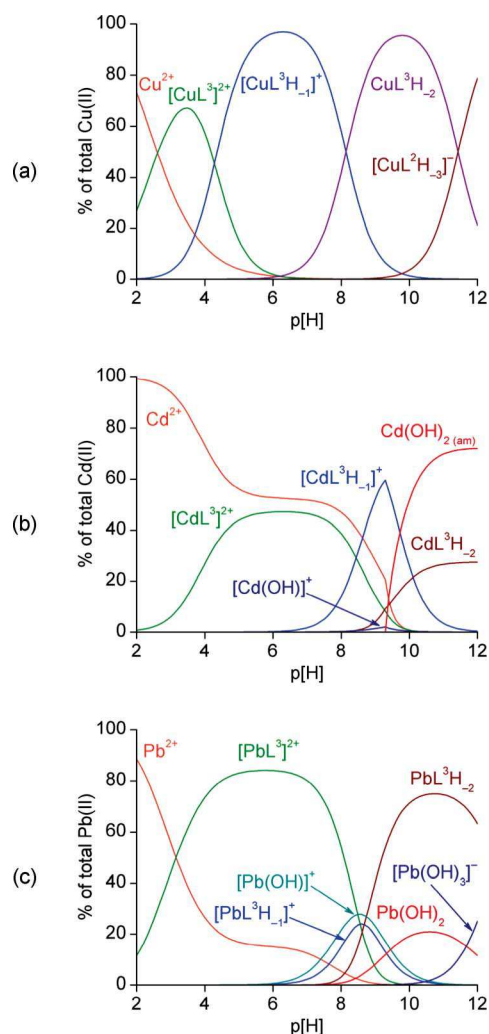 (a)
% of total Cu(II)
100
80
60
40
20
0
Cu²⁺
[CuL³]²⁺
[CuL³H₋₁]⁺
CuL³H₋₂
[CuL²H₋₃]⁻
2 4 6 8 10 12
p[H]
(b)
% of total Cd(II)
100
80
60
40
20
0
Cd²⁺
[CdL³]²⁺
[CdL³H₋₁]⁺
[Cd(OH)]⁺
Cd(OH)₂ (am)
CdL³H₋₂
2 4 6 8 10 12
p[H]
(c)
% of total Pb(II)
100
80
60
40
20
0
Pb²⁺
[PbL³]²⁺
[Pb(OH)]⁺
[PbL³H₋₁]⁺
PbL³H₋₂
[Pb(OH)₃]⁻
Pb(OH)₂
2 4 6 8 10 12
p[H]